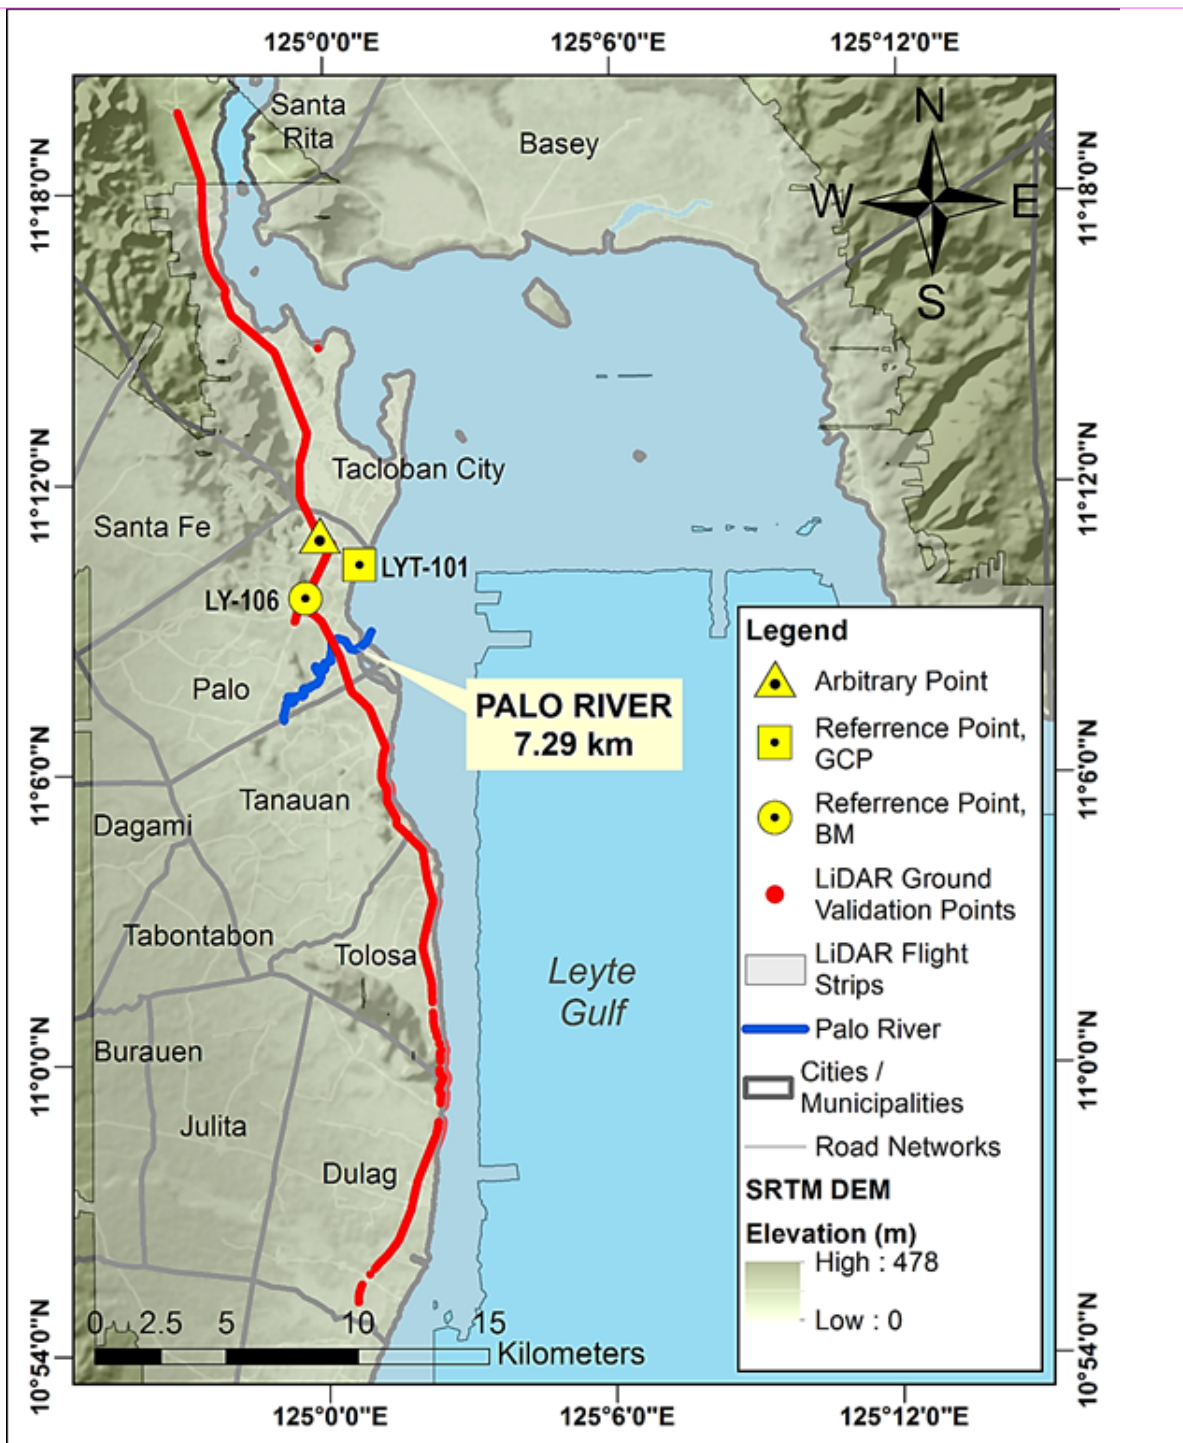 125°0'0"E
125°6'0"E
125°12'0"E
Santa
Rita
Basey
N
W
E
S
11°18'0"N
11°18'0"N
Tacloban City
11°12'0"N
11°12'0"N
Santa Fe
LYT-101
LY-106
Palo
PALO RIVER
7.29 km
11°6'0"N
11°6'0"N
Tanauan
Dagami
Tabontabon
Tolosa
Leyte
Gulf
Burauen
11°0'0"N
11°0'0"N
Julita
Dulag
Legend
Arbitrary Point
Referrence Point,
GCP
Referrence Point,
BM
LiDAR Ground
Validation Points
LiDAR Flight
Strips
Palo River
Cities /
Municipalities
Road Networks
SRTM DEM
Elevation (m)
High : 478
Low : 0
0 2.5 5 10 15
Kilometers
10°54'0"N
10°54'0"N
125°0'0"E
125°6'0"E
125°12'0"E